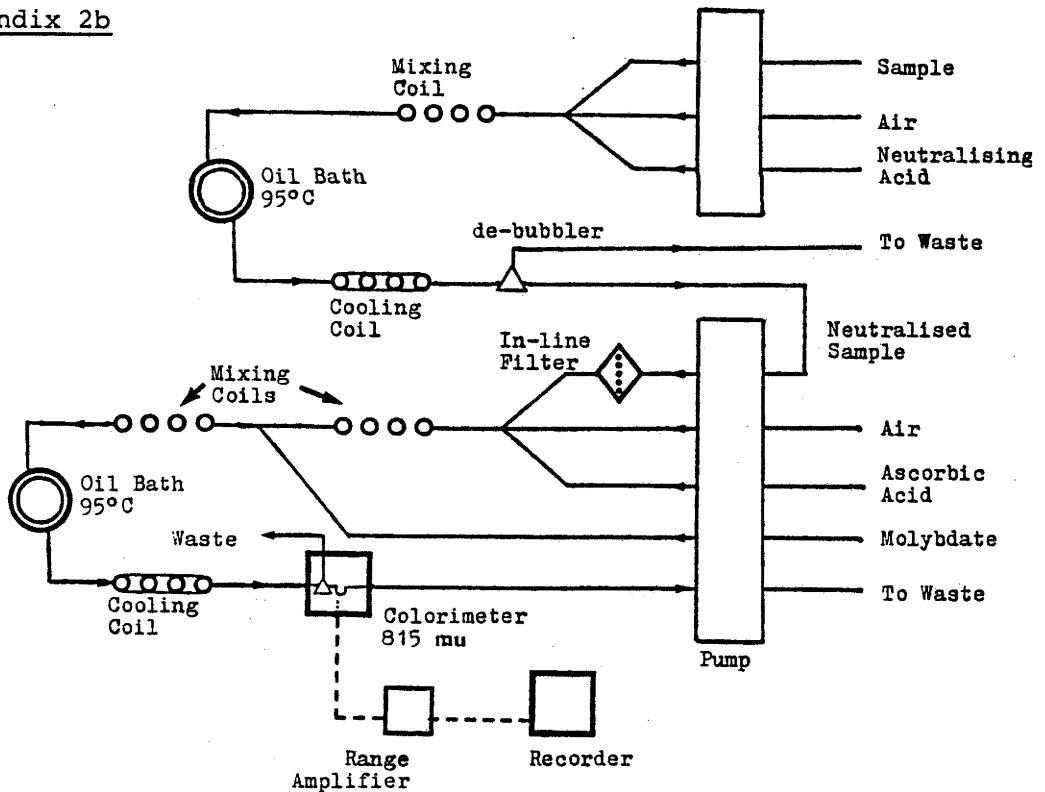 ndix 2b
Mixing
Coil
Sample
Air
Neutralising
Acid
Oil Bath
95°C
de-bubbler
To Waste
Cooling
Coil
In-line
Filter
Neutralised
Sample
Mixing
Coils
Air
Oil Bath
95°C
Ascorbic
Acid
Waste
Molybdate
Cooling
Coil
Colorimeter
815 mu
To Waste
Pump
Range
Amplifier
Recorder